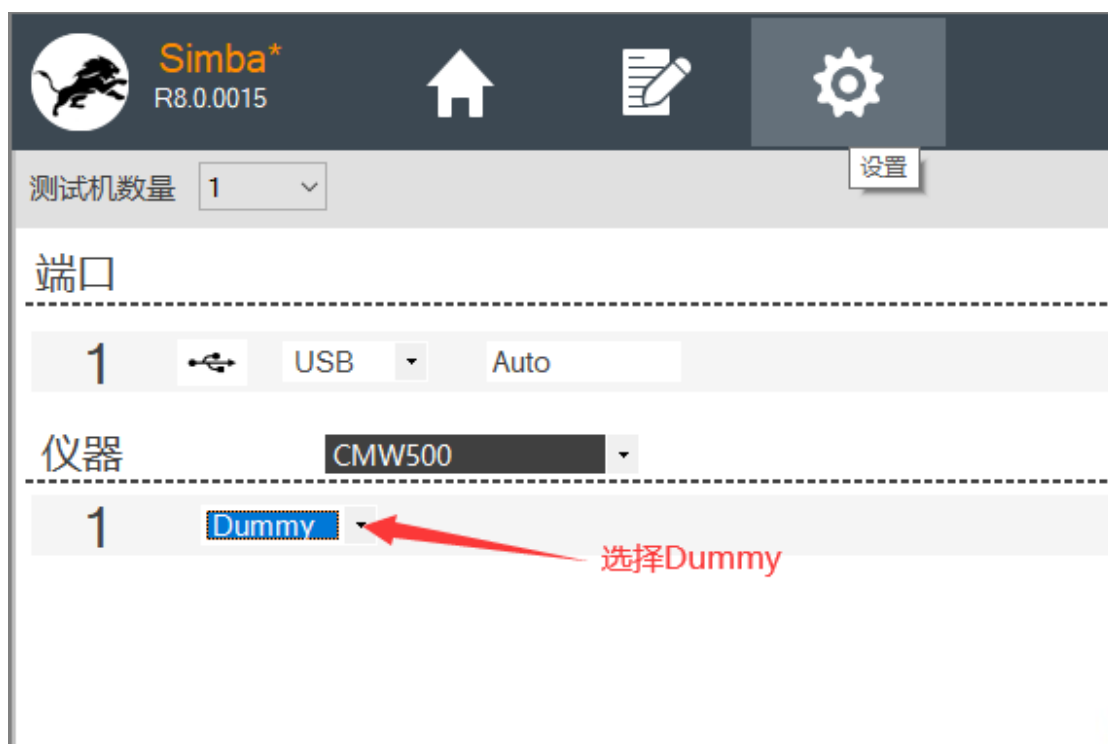 Simba*
R8.0.0015
设置
测试机数量 1
端口
1 USB Auto
仪器 CMW500
1 Dummy
选择Dummy